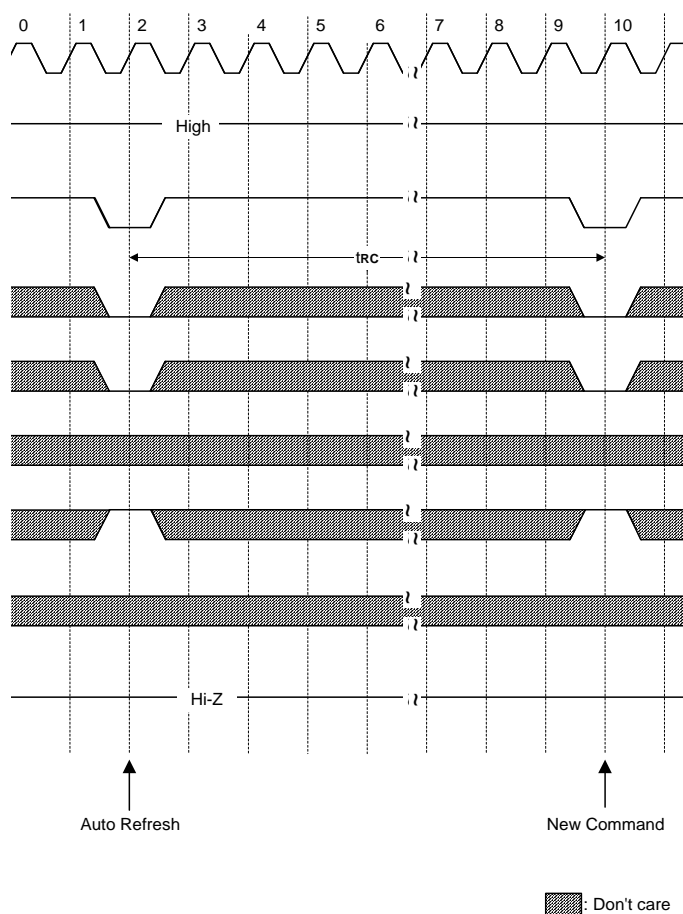 0 1 2 3 4 5 6 7 8 9 10
High
tRC
Hi-Z
Auto Refresh New Command
: Don't care